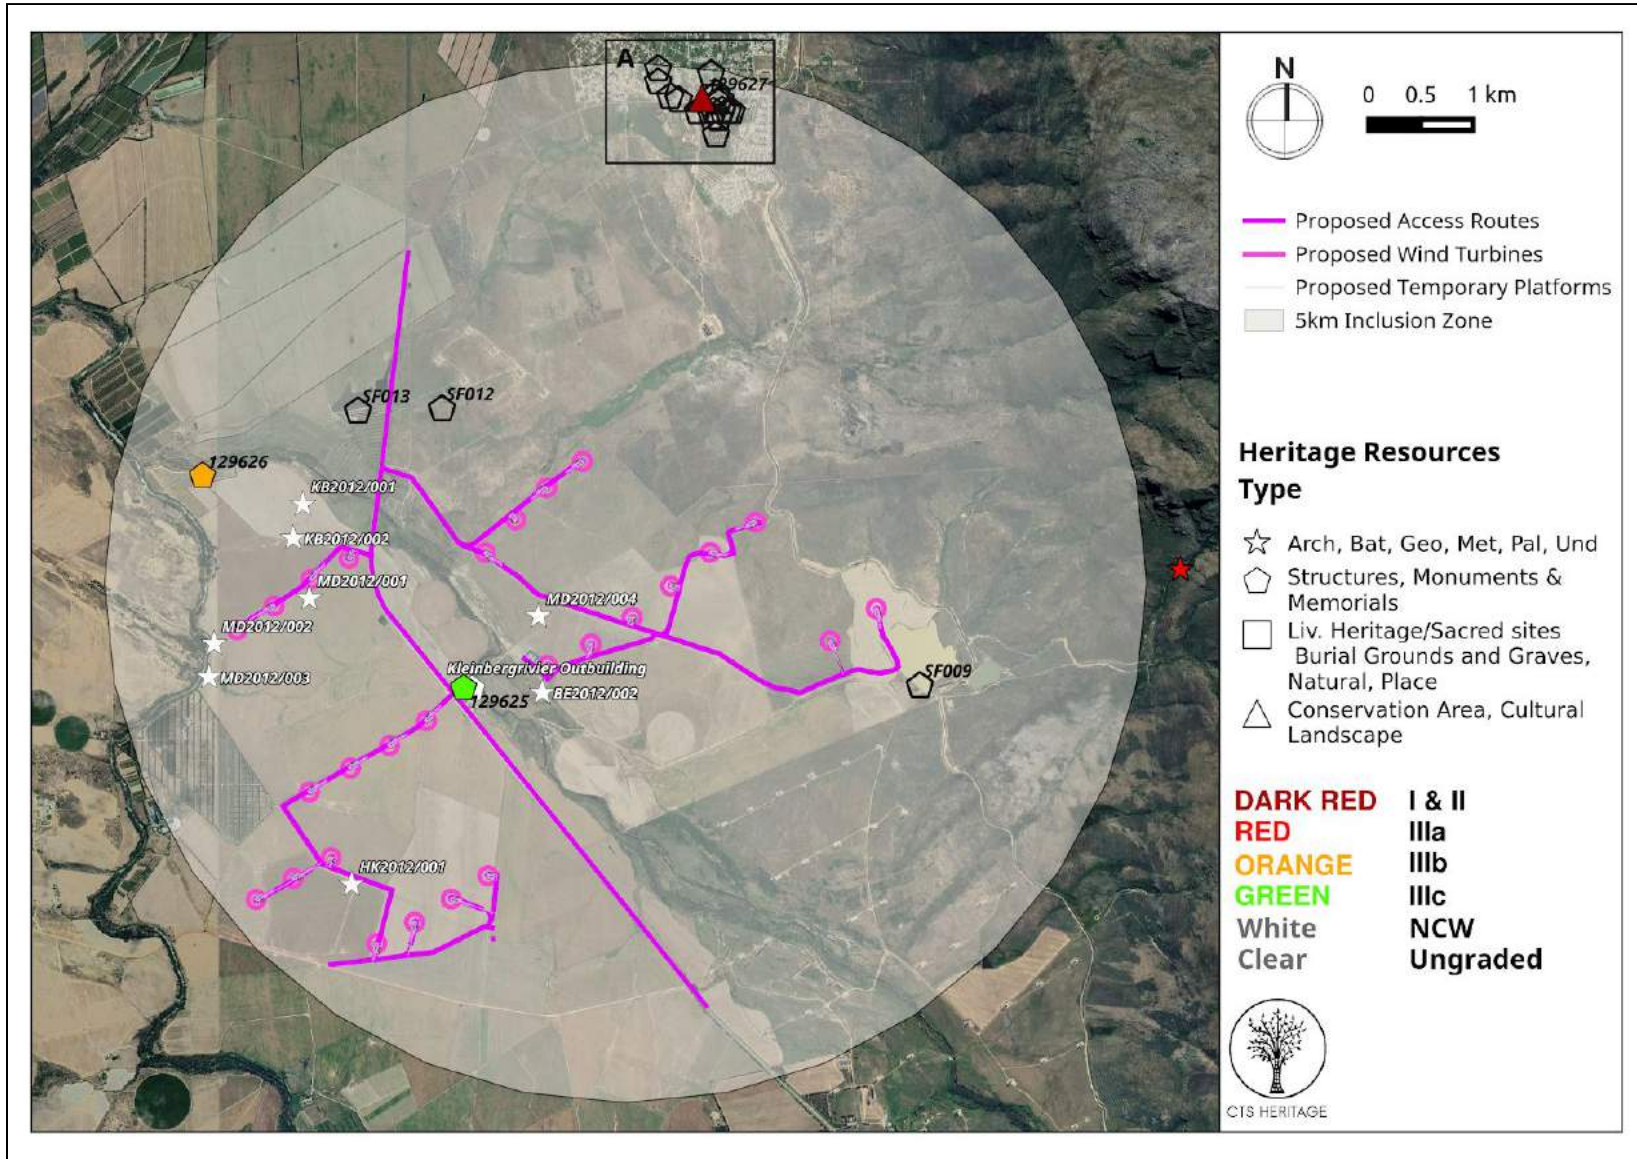 A
129627
SF013
SF012
129626
KB2012/001
KB2012/002
MD2012/001
MD2012/002
MD2012/004
MD2012/003
Kleinbergrivier Outbuilding
129625
BE2012/002
SF009
HK2012/001
N
0 0.5 1 km
Proposed Access Routes
Proposed Wind Turbines
Proposed Temporary Platforms
5km Inclusion Zone
Heritage Resources
Type
Arch, Bat, Geo, Met, Pal, Und
Structures, Monuments &
Memorials
Liv. Heritage/Sacred sites
Burial Grounds and Graves,
Natural, Place
Conservation Area, Cultural
Landscape
DARK RED I & II
RED IIIa
ORANGE IIIb
GREEN IIIc
White NCW
Clear Ungraded
CTS HERITAGE